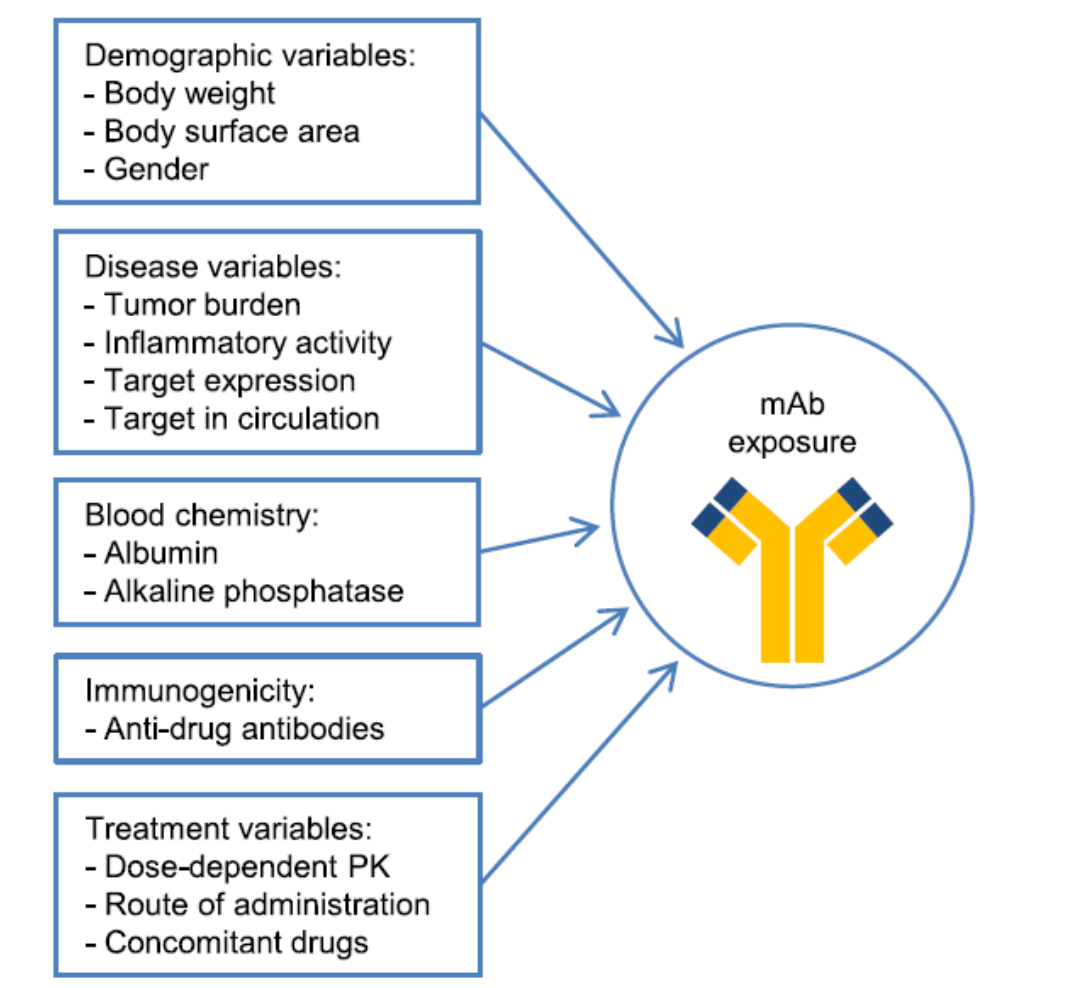 Demographic variables:
- Body weight
- Body surface area
- Gender
Disease variables:
- Tumor burden
- Inflammatory activity
- Target expression
- Target in circulation
Blood chemistry:
- Albumin
- Alkaline phosphatase
Immunogenicity:
- Anti-drug antibodies
Treatment variables:
- Dose-dependent PK
- Route of administration
- Concomitant drugs
mAb
exposure